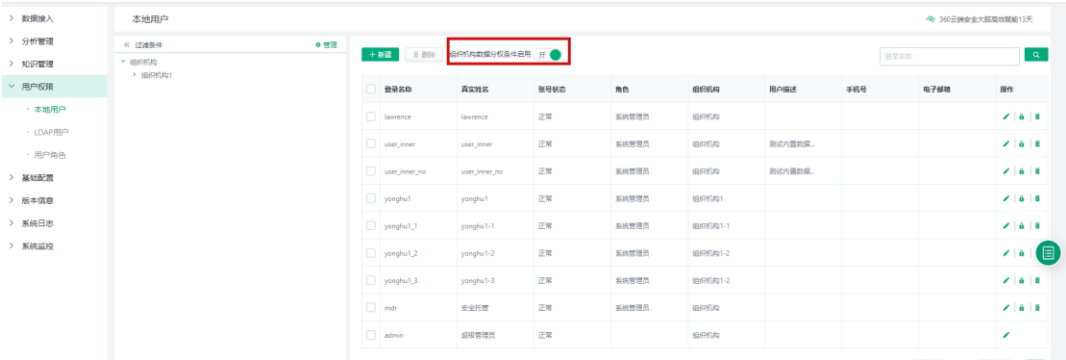 数据接入
分析管理
知识管理
用户权限
· 本地用户
· LDAP用户
· 用户角色
基础配置
版本信息
系统日志
系统监控
本地用户
360云端安全大脑高效赋能13天
过滤条件 管理
组织机构
组织机构1
+ 新建 删除 组织机构数据分权条件启用 开 登录名称
登录名称 真实姓名 账号状态 角色 组织机构 用户描述 手机号 电子邮箱 操作
lawrence lawrence 正常 系统管理员 组织机构
user_inner user_inner 正常 系统管理员 组织机构 测试内置数据...
user_inner_no user_inner_no 正常 系统管理员 组织机构 测试内置数据...
yonghu1 yonghu1 正常 系统管理员 组织机构1
yonghu1_1 yonghu1-1 正常 系统管理员 组织机构1-1
yonghu1_2 yonghu1-2 正常 系统管理员 组织机构1-2
yonghu1_3 yonghu1-3 正常 系统管理员 组织机构1-2
mdr 安全托管 正常 系统管理员 组织机构
admin 超级管理员 正常 组织机构